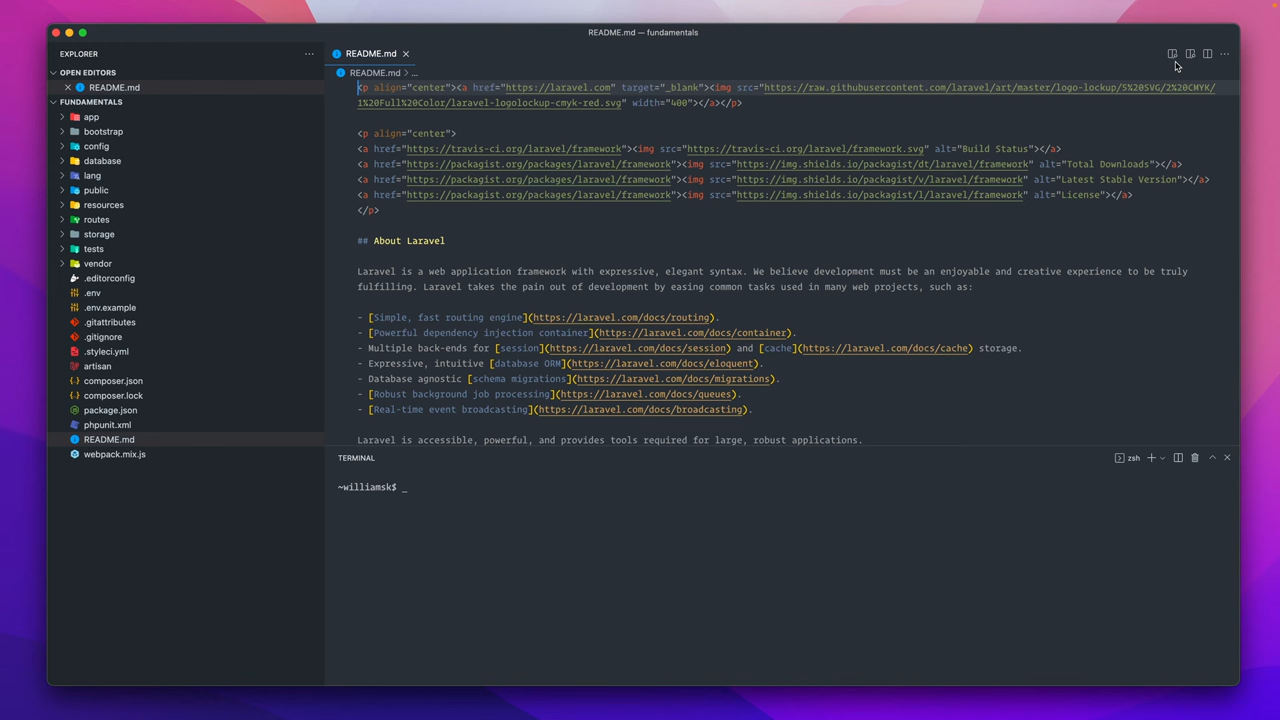 README.md — fundamentals
EXPLORER
OPEN EDITORS
README.md
FUNDAMENTALS
app
bootstrap
config
database
lang
public
resources
routes
storage
tests
vendor
.editorconfig
.env
.env.example
.gitattributes
.gitignore
.styleci.yml
artisan
composer.json
composer.lock
package.json
phpunit.xml
README.md
webpack.mix.js
README.md
README.md > ...
<p align="center"><a href="https://laravel.com" target="_blank"><img src="https://raw.githubusercontent.com/laravel/art/master/logo-lockup/5%20SVG/2%20CMYK/
1%20Full%20Color/laravel-logolockup-cmyk-red.svg" width="400"></a></p>
<p align="center">
<a href="https://travis-ci.org/laravel/framework"><img src="https://travis-ci.org/laravel/framework.svg" alt="Build Status"></a>
<a href="https://packagist.org/packages/laravel/framework"><img src="https://img.shields.io/packagist/dt/laravel/framework" alt="Total Downloads"></a>
<a href="https://packagist.org/packages/laravel/framework"><img src="https://img.shields.io/packagist/v/laravel/framework" alt="Latest Stable Version"></a>
<a href="https://packagist.org/packages/laravel/framework"><img src="https://img.shields.io/packagist/l/laravel/framework" alt="License"></a>
</p>
## About Laravel
Laravel is a web application framework with expressive, elegant syntax. We believe development must be an enjoyable and creative experience to be truly
fulfilling. Laravel takes the pain out of development by easing common tasks used in many web projects, such as:
- [Simple, fast routing engine](https://laravel.com/docs/routing).
- [Powerful dependency injection container](https://laravel.com/docs/container).
- Multiple back-ends for [session](https://laravel.com/docs/session) and [cache](https://laravel.com/docs/cache) storage.
- Expressive, intuitive [database ORM](https://laravel.com/docs/eloquent).
- Database agnostic [schema migrations](https://laravel.com/docs/migrations).
- [Robust background job processing](https://laravel.com/docs/queues).
- [Real-time event broadcasting](https://laravel.com/docs/broadcasting).
Laravel is accessible, powerful, and provides tools required for large, robust applications.
TERMINAL
zsh
~williamsk$ _